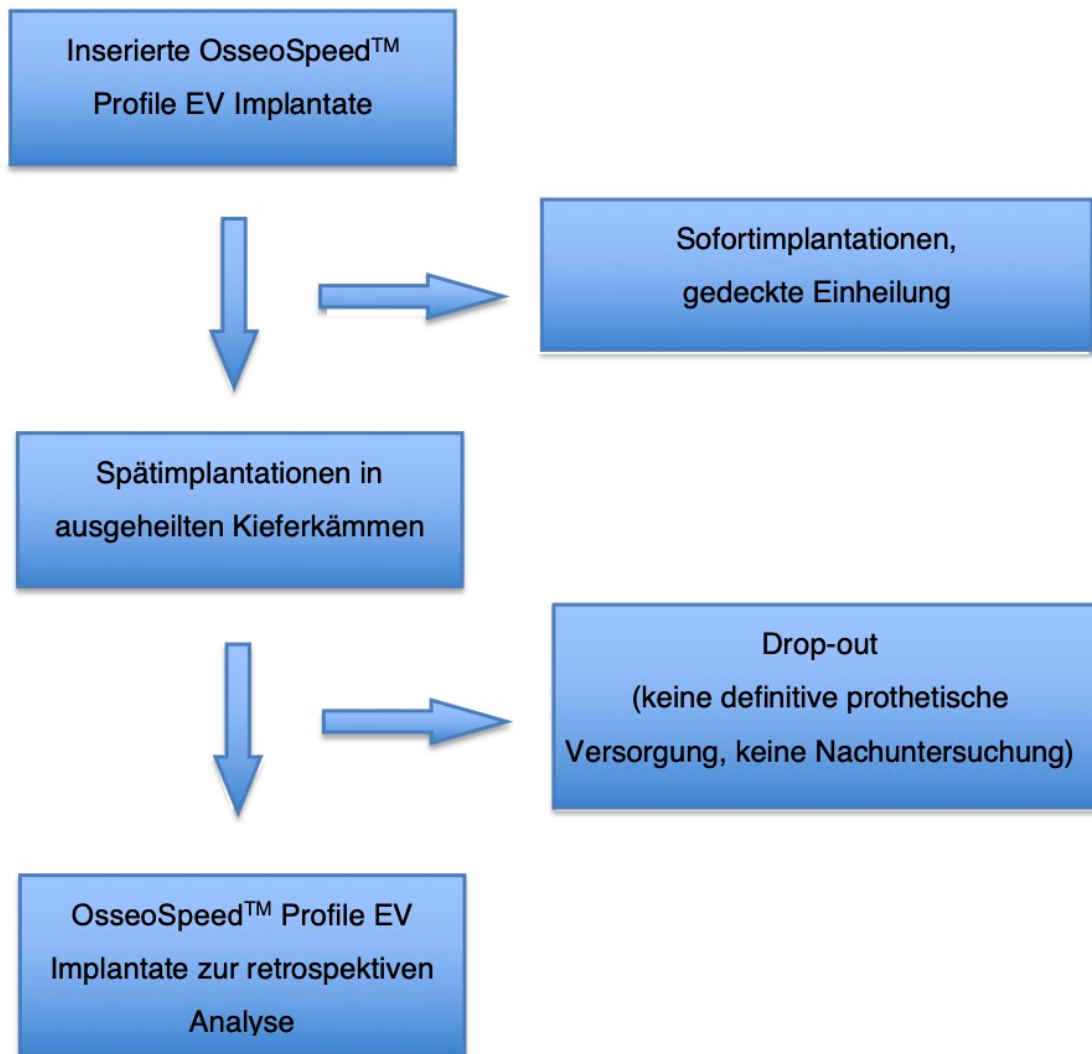 Inserierte OsseoSpeed™
Profile EV Implantate
Sofortimplantationen,
gedeckte Einheilung
Spätimplantationen in
ausgeheilten Kieferkämmen
Drop-out
(keine definitive prothetische
Versorgung, keine Nachuntersuchung)
OsseoSpeed™ Profile EV
Implantate zur retrospektiven
Analyse